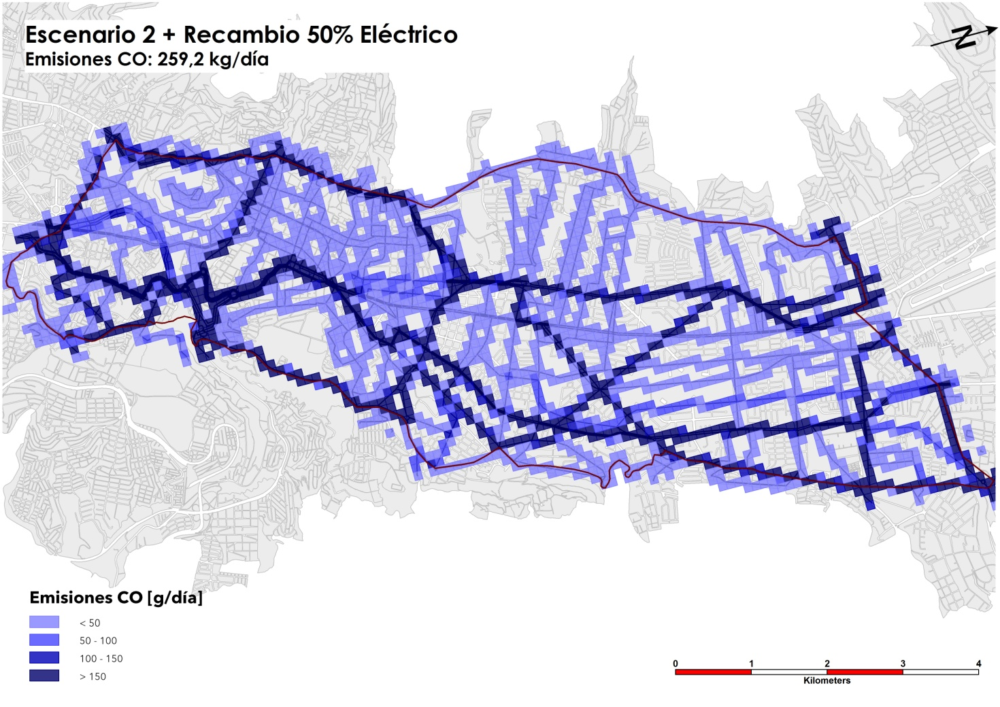 Escenario 2 + Recambio 50% Eléctrico
Emisiones CO: 259,2 kg/día
N
Emisiones CO [g/día]
< 50
50 - 100
100 - 150
> 150
0 1 2 3 4
Kilometers